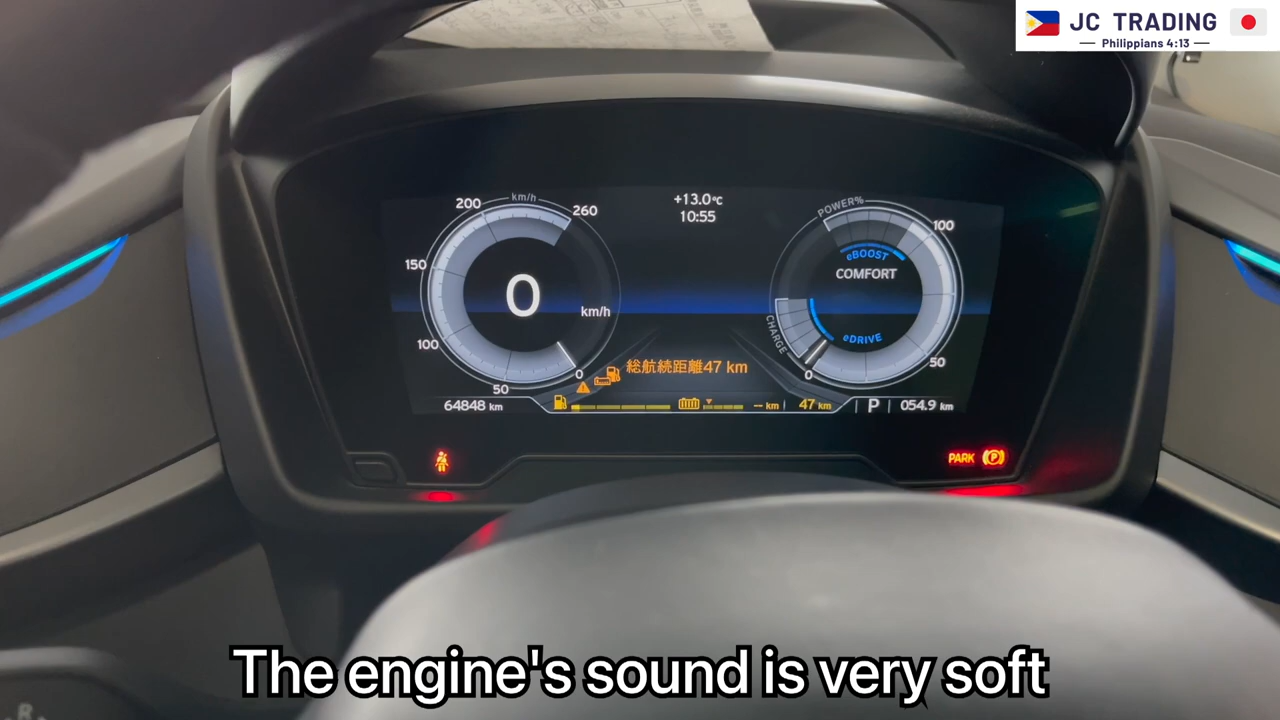 JC TRADING
Philippians 4:13
km/h
200
260
150
100
50
0
0
km/h
+13.0°C
10:55
POWER%
100
eBOOST
COMFORT
CHARGE
eDRIVE
50
0
総航続距離47 km
64848 km
-- km
47 km
P
054.9 km
PARK
P
The engine's sound is very soft
R